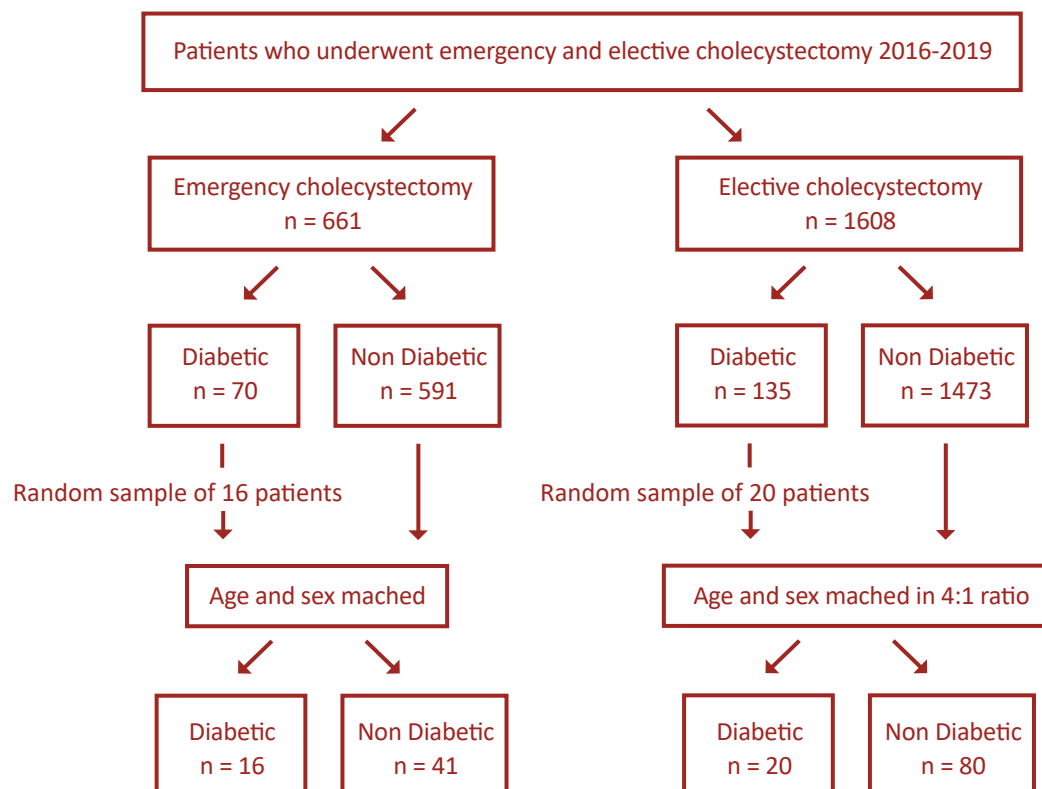 Patients who underwent emergency and elective cholecystectomy 2016-2019
Emergency cholecystectomy
n = 661
Elective cholecystectomy
n = 1608
Diabetic
n = 70
Non Diabetic
n = 591
Diabetic
n = 135
Non Diabetic
n = 1473
Random sample of 16 patients
Random sample of 20 patients
Age and sex mached
Age and sex mached in 4:1 ratio
Diabetic
n = 16
Non Diabetic
n = 41
Diabetic
n = 20
Non Diabetic
n = 80